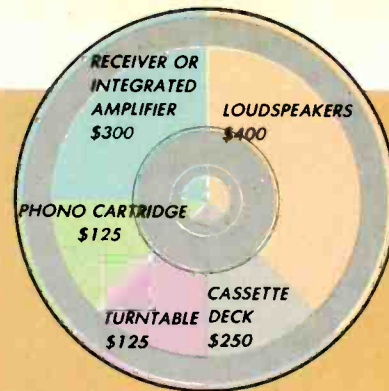 RECEIVER OR
INTEGRATED
AMPLIFIER
$300
LOUDSPEAKERS
$400
PHONO CARTRIDGE
$125
TURNTABLE
$125
CASSETTE
DECK
$250